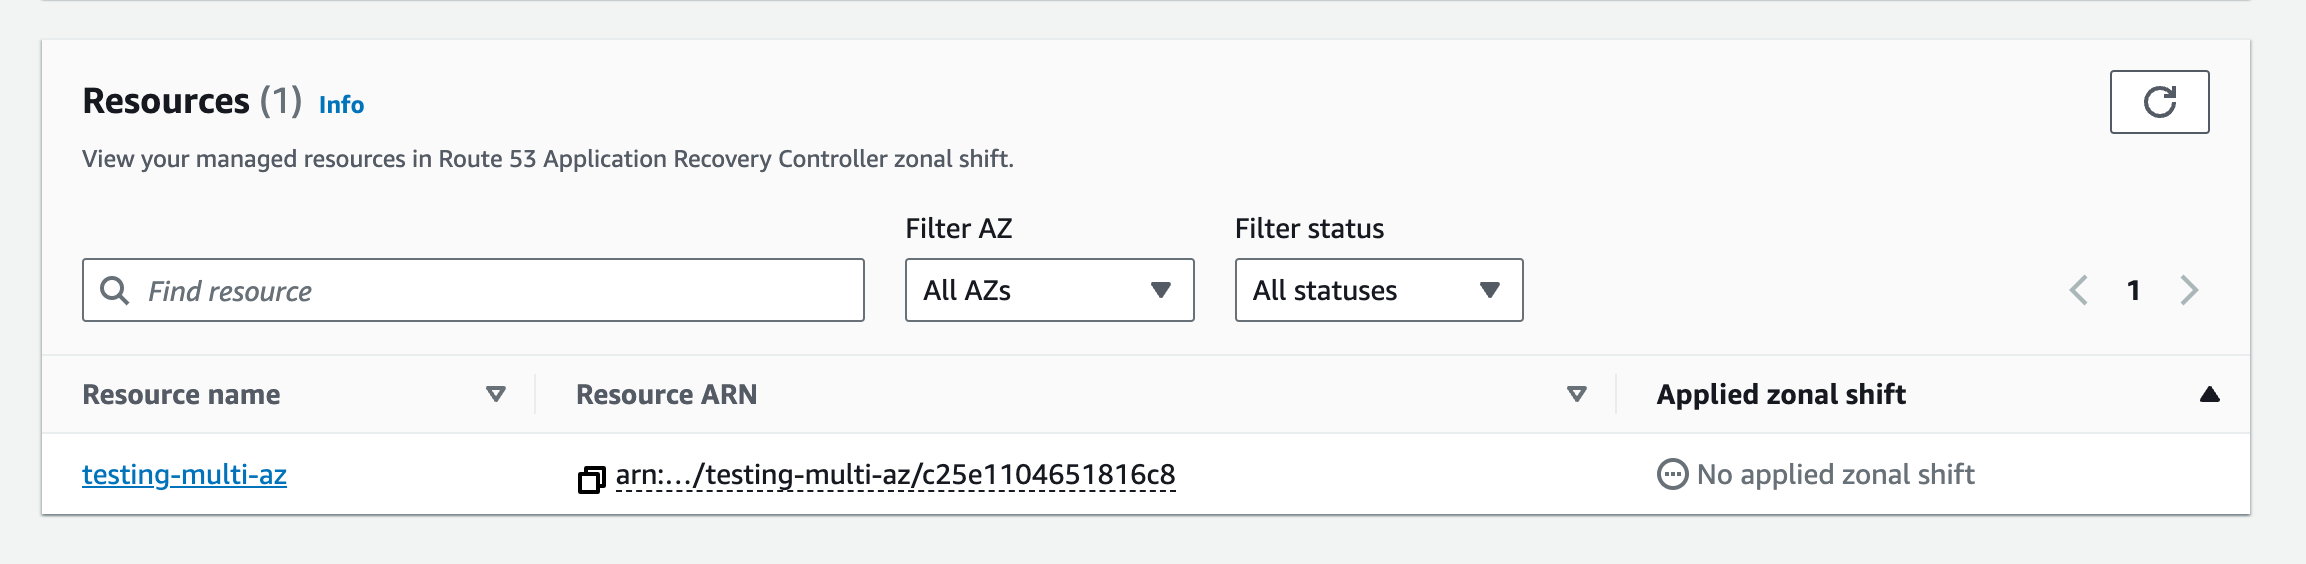 Resources (1) Info
View your managed resources in Route 53 Application Recovery Controller zonal shift.
Filter AZ Filter status
Find resource All AZs All statuses 1
Resource name Resource ARN Applied zonal shift
testing-multi-az arn:.../testing-multi-az/c25e1104651816c8 No applied zonal shift